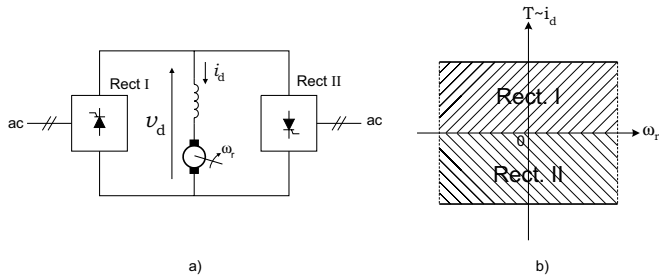 Rect I
i_d
Rect II
ac
v_d
ω_r
ac
a)
T~i_d
Rect. I
ω_r
0
Rect. II
b)